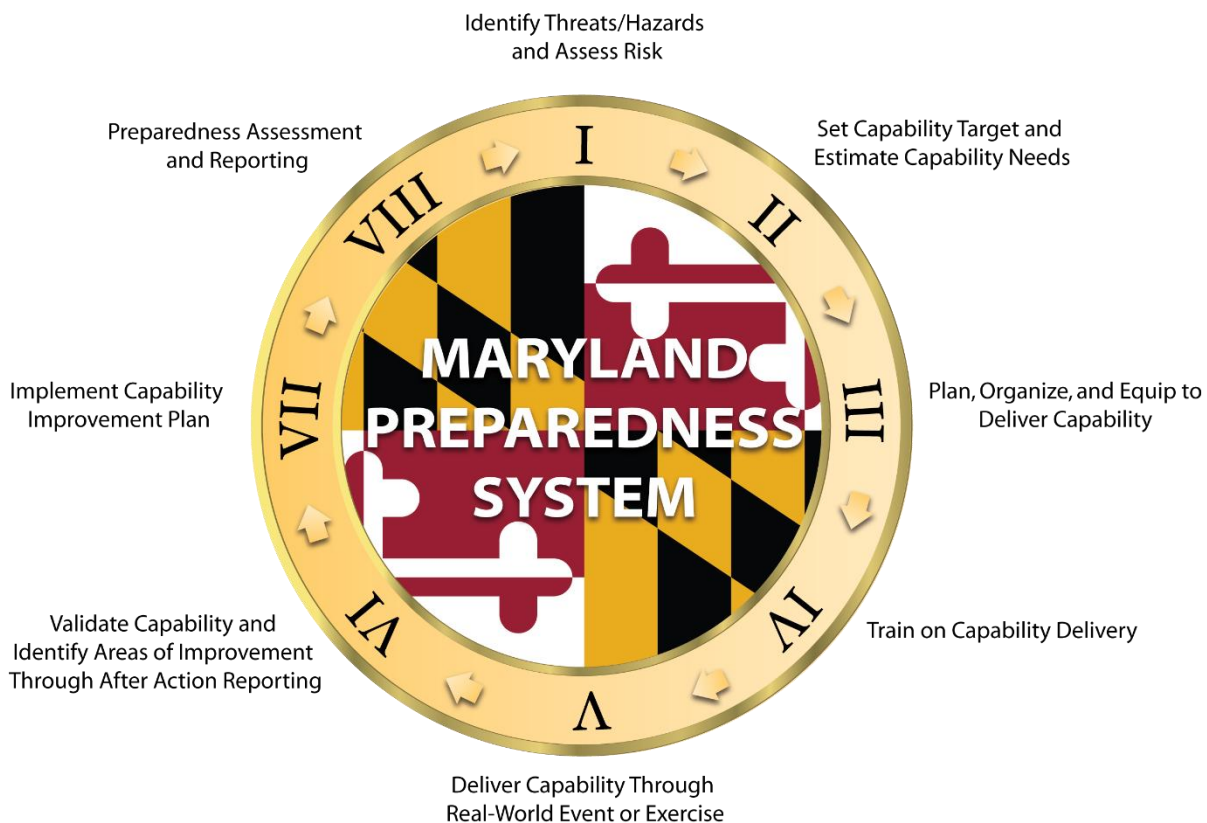 Identify Threats/Hazards
and Assess Risk
I
Set Capability Target and
Estimate Capability Needs
II
Plan, Organize, and Equip to
Deliver Capability
III
Train on Capability Delivery
IV
Deliver Capability Through
Real-World Event or Exercise
V
Validate Capability and
Identify Areas of Improvement
Through After Action Reporting
VI
Implement Capability
Improvement Plan
VII
Preparedness Assessment
and Reporting
VIII
MARYLAND
PREPAREDNESS
SYSTEM